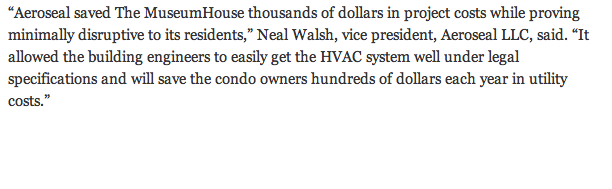 “Aeroseal saved The MuseumHouse thousands of dollars in project costs while proving
minimally disruptive to its residents,” Neal Walsh, vice president, Aeroseal LLC, said. “It
allowed the building engineers to easily get the HVAC system well under legal
specifications and will save the condo owners hundreds of dollars each year in utility
costs.”